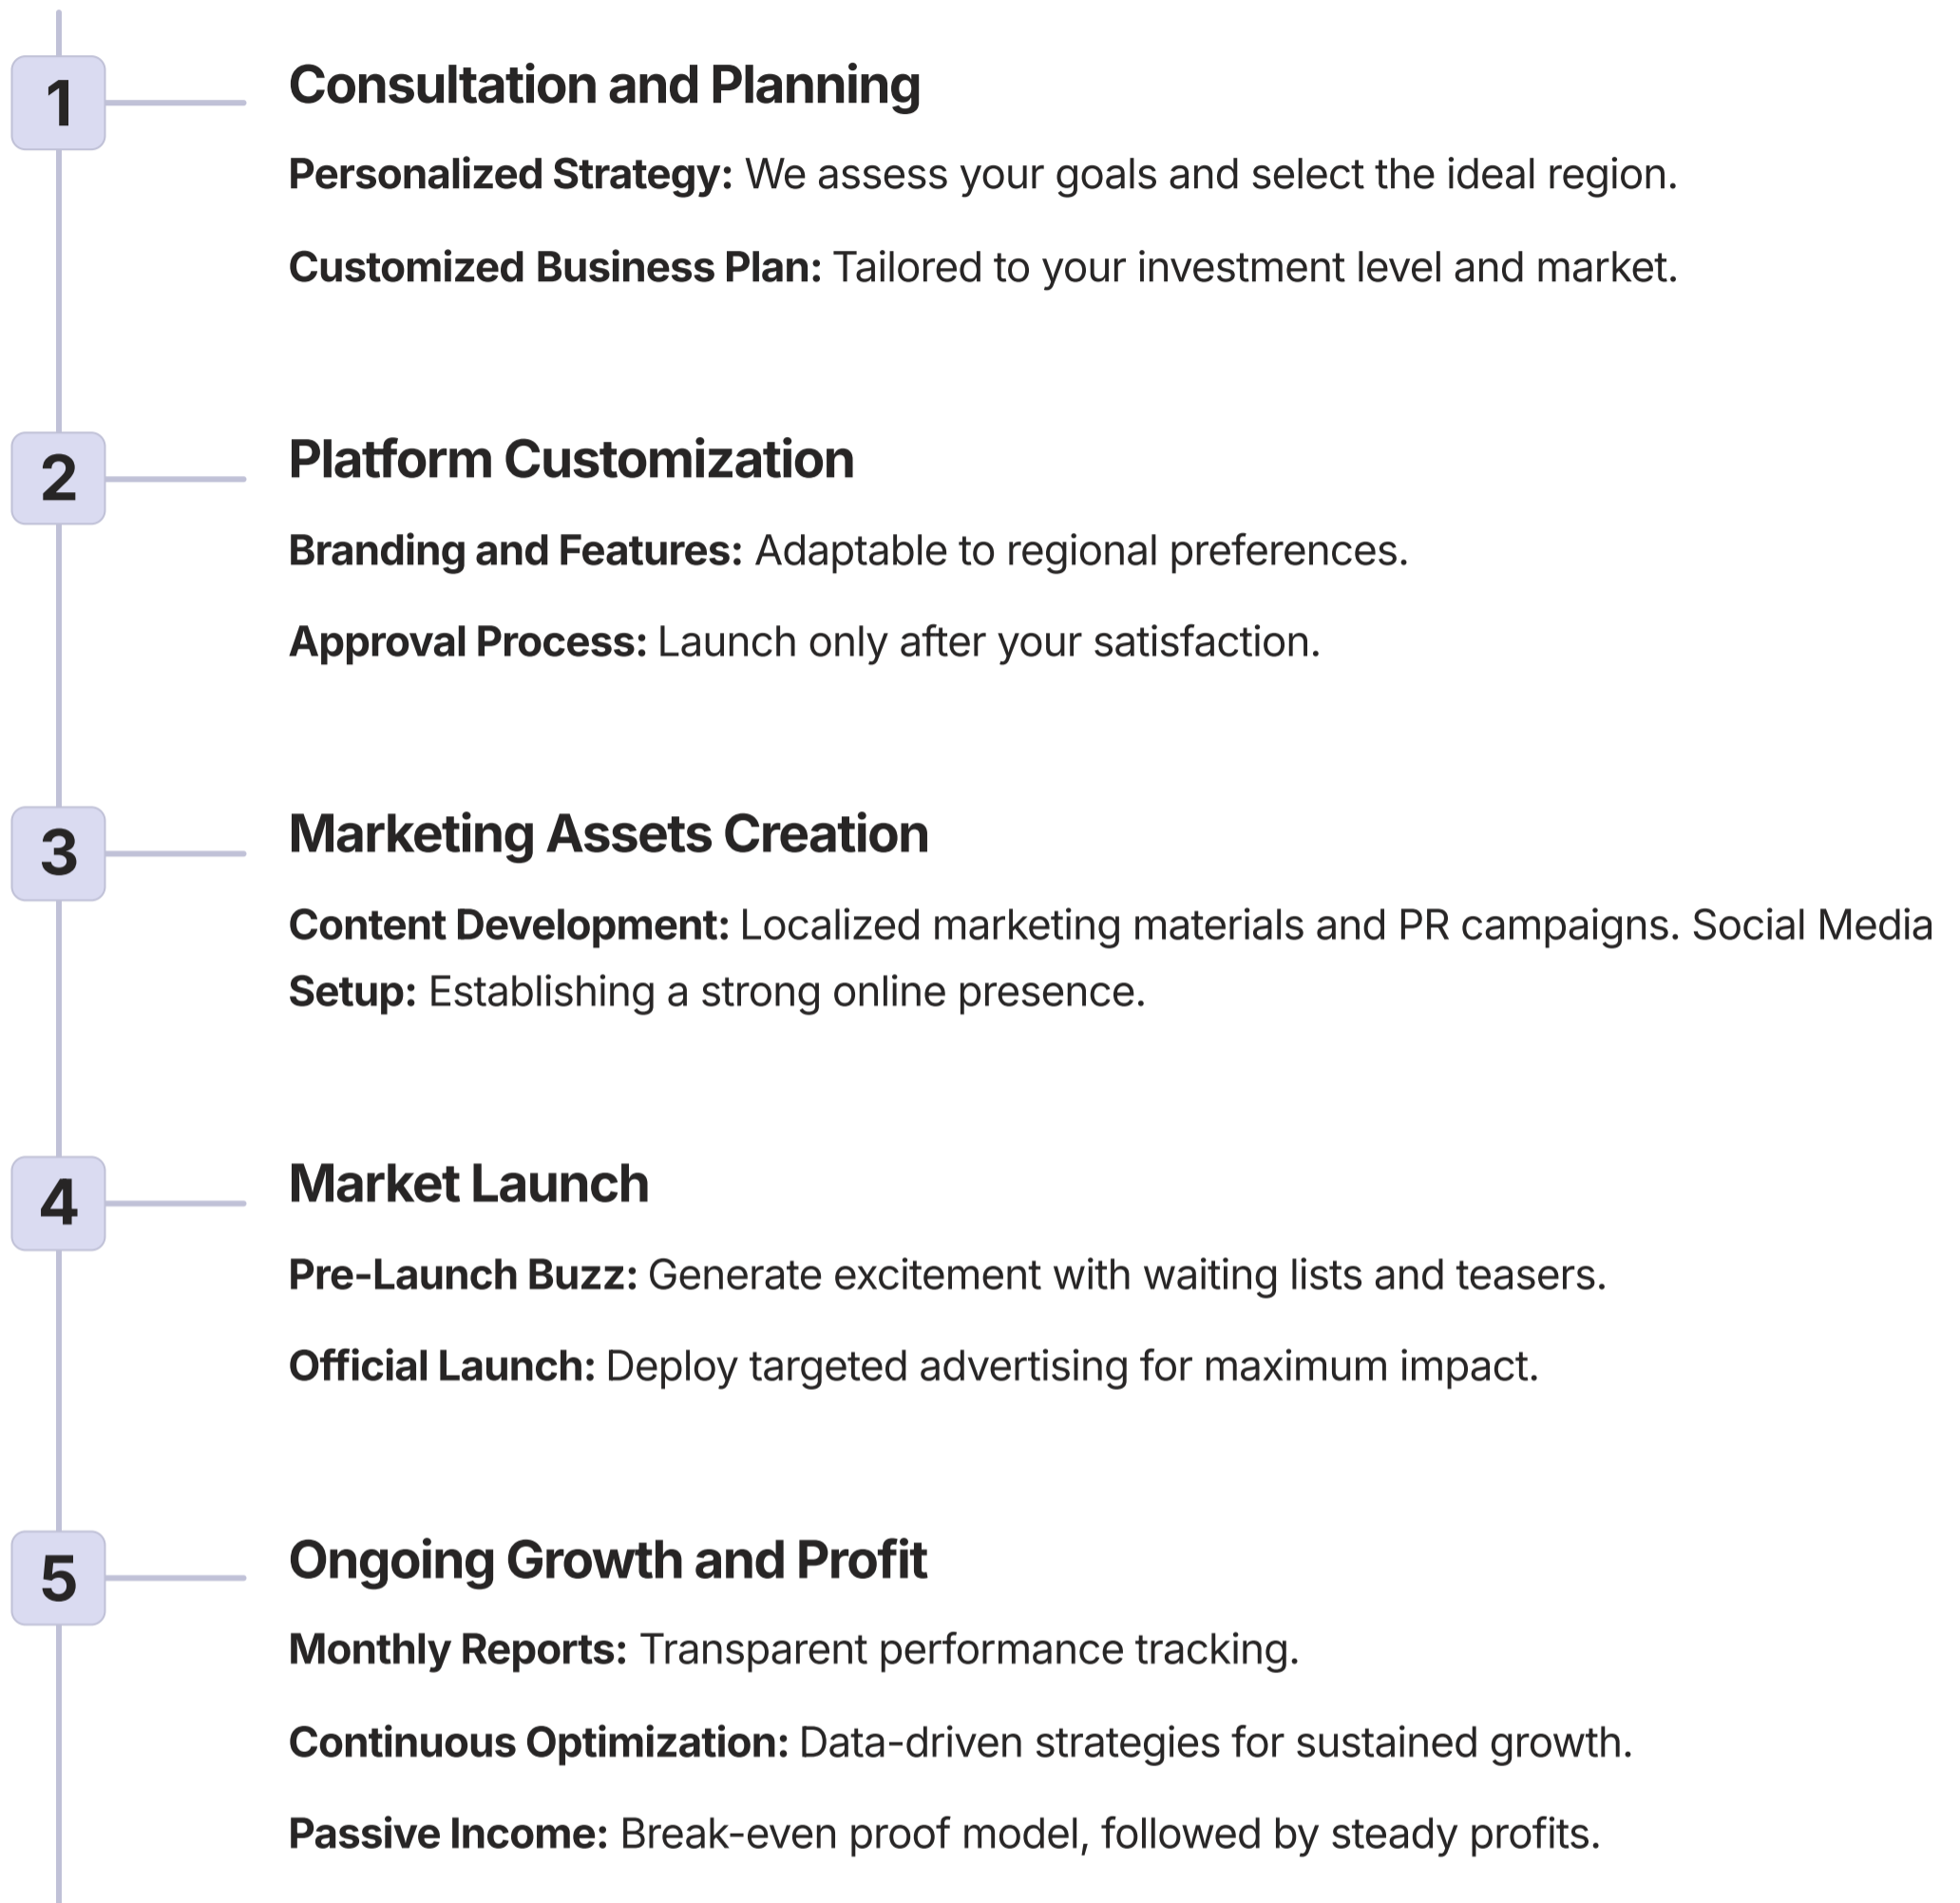 1
Consultation and Planning
Personalized Strategy: We assess your goals and select the ideal region.
Customized Business Plan: Tailored to your investment level and market.
2
Platform Customization
Branding and Features: Adaptable to regional preferences.
Approval Process: Launch only after your satisfaction.
3
Marketing Assets Creation
Content Development: Localized marketing materials and PR campaigns. Social Media
Setup: Establishing a strong online presence.
4
Market Launch
Pre-Launch Buzz: Generate excitement with waiting lists and teasers.
Official Launch: Deploy targeted advertising for maximum impact.
5
Ongoing Growth and Profit
Monthly Reports: Transparent performance tracking.
Continuous Optimization: Data-driven strategies for sustained growth.
Passive Income: Break-even proof model, followed by steady profits.